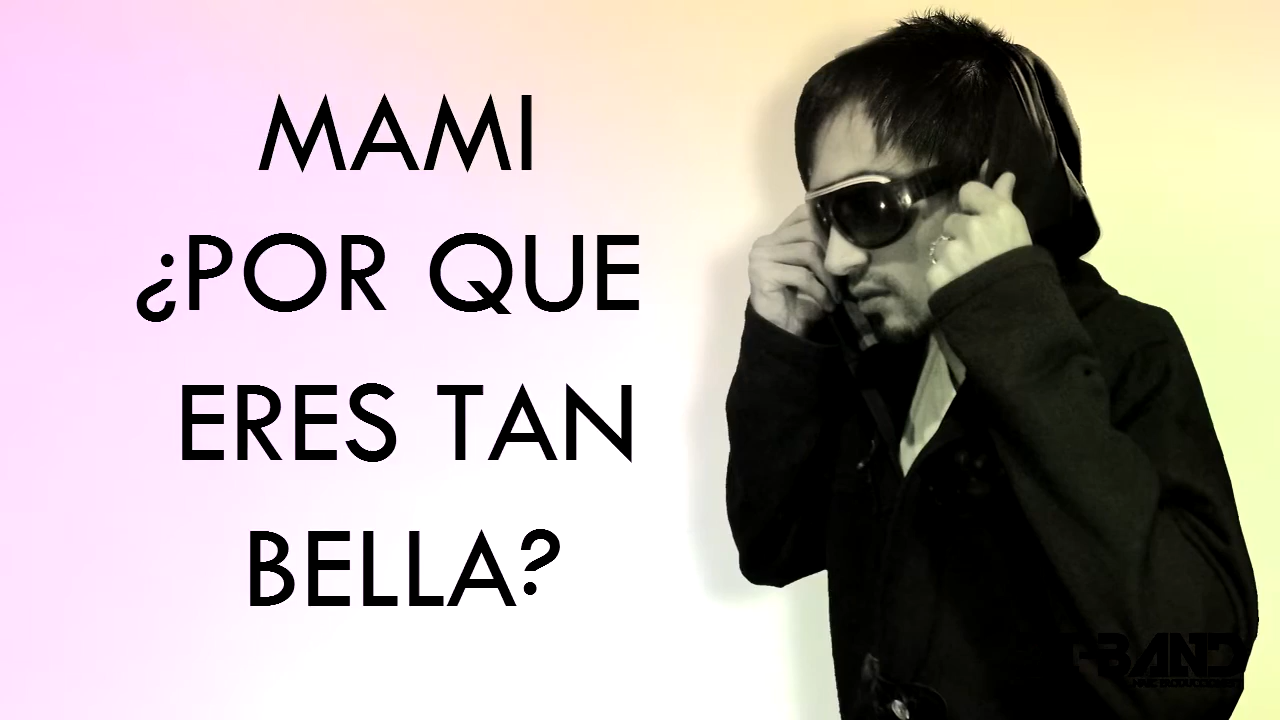 MAMI
¿POR QUE
ERES TAN
BELLA?